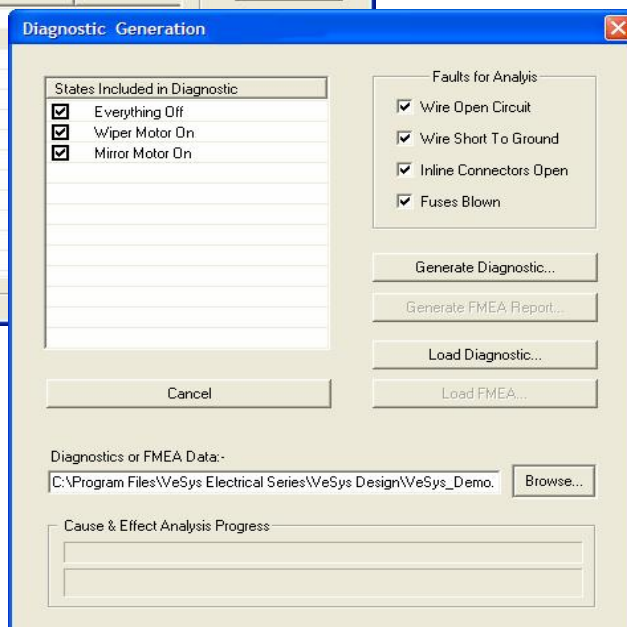 Diagnostic Generation
States Included in Diagnostic
Everything Off
Wiper Motor On
Mirror Motor On
Faults for Analyis
Wire Open Circuit
Wire Short To Ground
Inline Connectors Open
Fuses Blown
Generate Diagnostic...
Generate FMEA Report...
Load Diagnostic...
Cancel
Load FMEA...
Diagnostics or FMEA Data:-
C:\Program Files\VeSys Electrical Series\VeSys Design\VeSys_Demo.
Browse...
Cause & Effect Analysis Progress